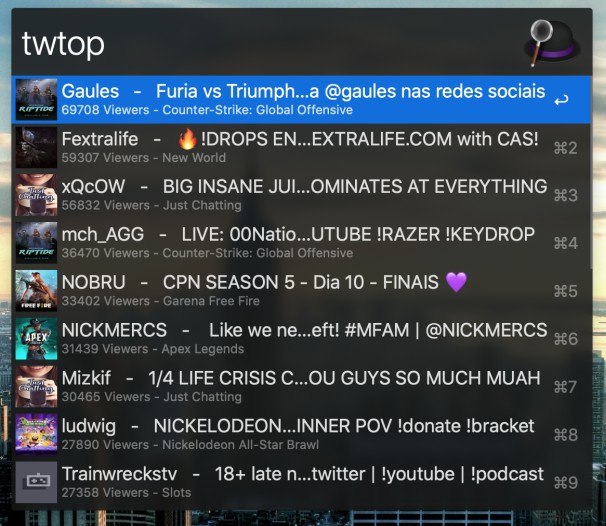 twtop
Gaules - Furia vs Triumph...a @gaules nas redes sociais
69708 Viewers - Counter-Strike: Global Offensive
RIPTIDE
Fextralife - 🔥!DROPS EN...EXTRALIFE.COM with CAS!
59307 Viewers - New World
⌘2
xQcOW - BIG INSANE JUI...OMINATES AT EVERYTHING
56832 Viewers - Just Chatting
Just Chatting
⌘3
mch_AGG - LIVE: 00Natio...UTUBE !RAZER !KEYDROP
36470 Viewers - Counter-Strike: Global Offensive
RIPTIDE
⌘4
NOBRU - CPN SEASON 5 - Dia 10 - FINAIS 💜
33402 Viewers - Garena Free Fire
FREE FIRE
⌘5
NICKMERCS - Like we ne...eft! #MFAM | @NICKMERCS
31439 Viewers - Apex Legends
APEX
⌘6
Mizkif - 1/4 LIFE CRISIS C...OU GUYS SO MUCH MUAH
30465 Viewers - Just Chatting
Just Chatting
⌘7
ludwig - NICKELODEON...INNER POV !donate !bracket
27890 Viewers - Nickelodeon All-Star Brawl
⌘8
Trainwreckstv - 18+ late n...twitter | !youtube | !podcast
27358 Viewers - Slots
⌘9